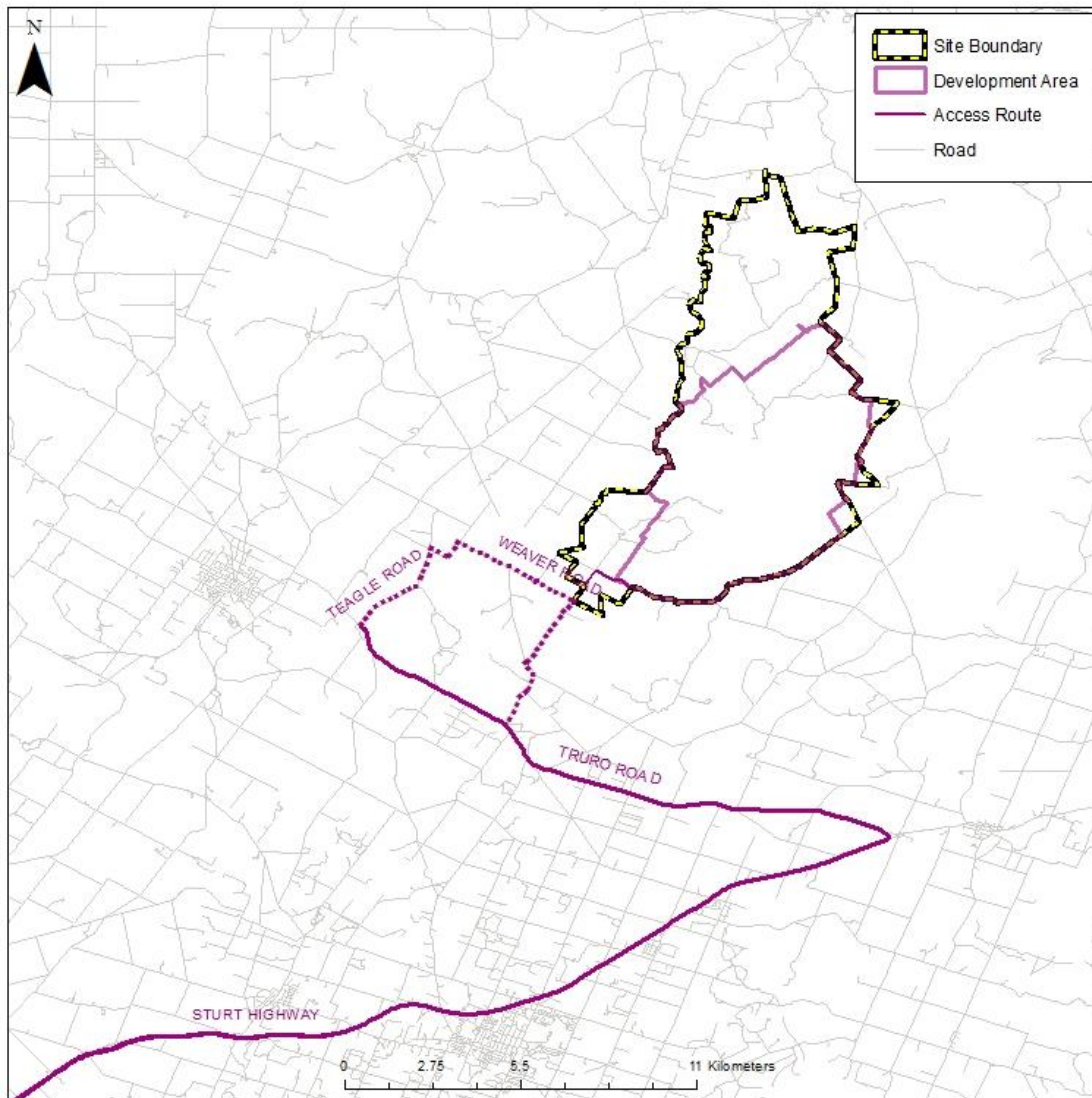 N
Site Boundary
Development Area
Access Route
Road
WEAVER ROAD
TEAGLE ROAD
TRURO ROAD
STURT HIGHWAY
0 2.75 5.5 11 Kilometers